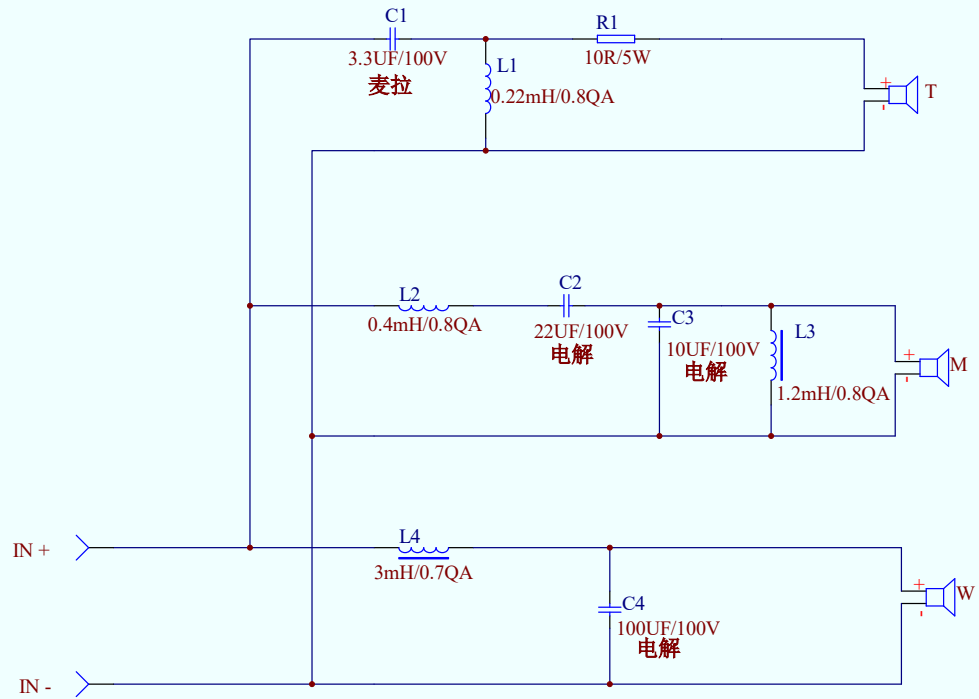 C1
3.3UF/100V
麦拉
R1
10R/5W
L1
0.22mH/0.8QA
+
-
T
L2
0.4mH/0.8QA
C2
22UF/100V
电解
C3
10UF/100V
电解
L3
1.2mH/0.8QA
+
-
M
IN +
L4
3mH/0.7QA
C4
100UF/100V
电解
+
-
W
IN -